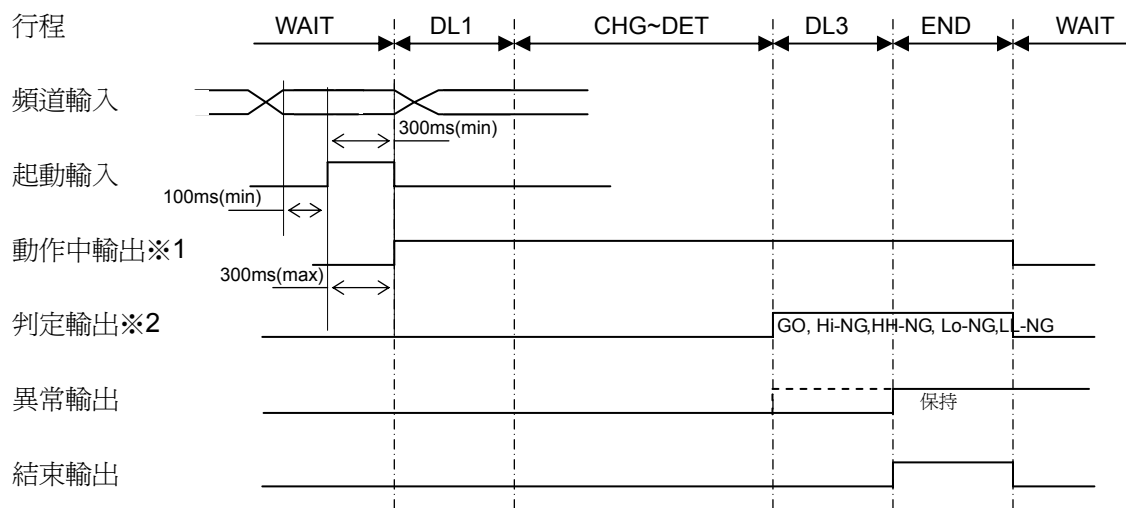 行程 WAIT DL1 CHG~DET DL3 END WAIT
頻道輸入
300ms(min)
起動輸入
100ms(min)
動作中輸出※1
300ms(max)
判定輸出※2
GO, Hi-NG,HH-NG, Lo-NG,LL-NG
異常輸出
保持
結束輸出